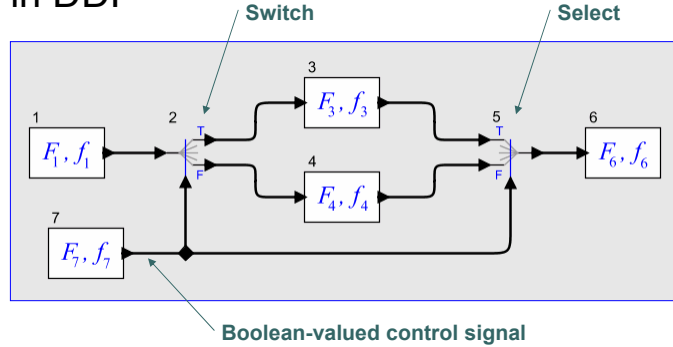 in DDF
Switch
Select
1
F₁, f₁
2
T
F
3
F₃, f₃
4
F₄, f₄
5
T
F
6
F₆, f₆
7
F₇, f₇
Boolean-valued control signal